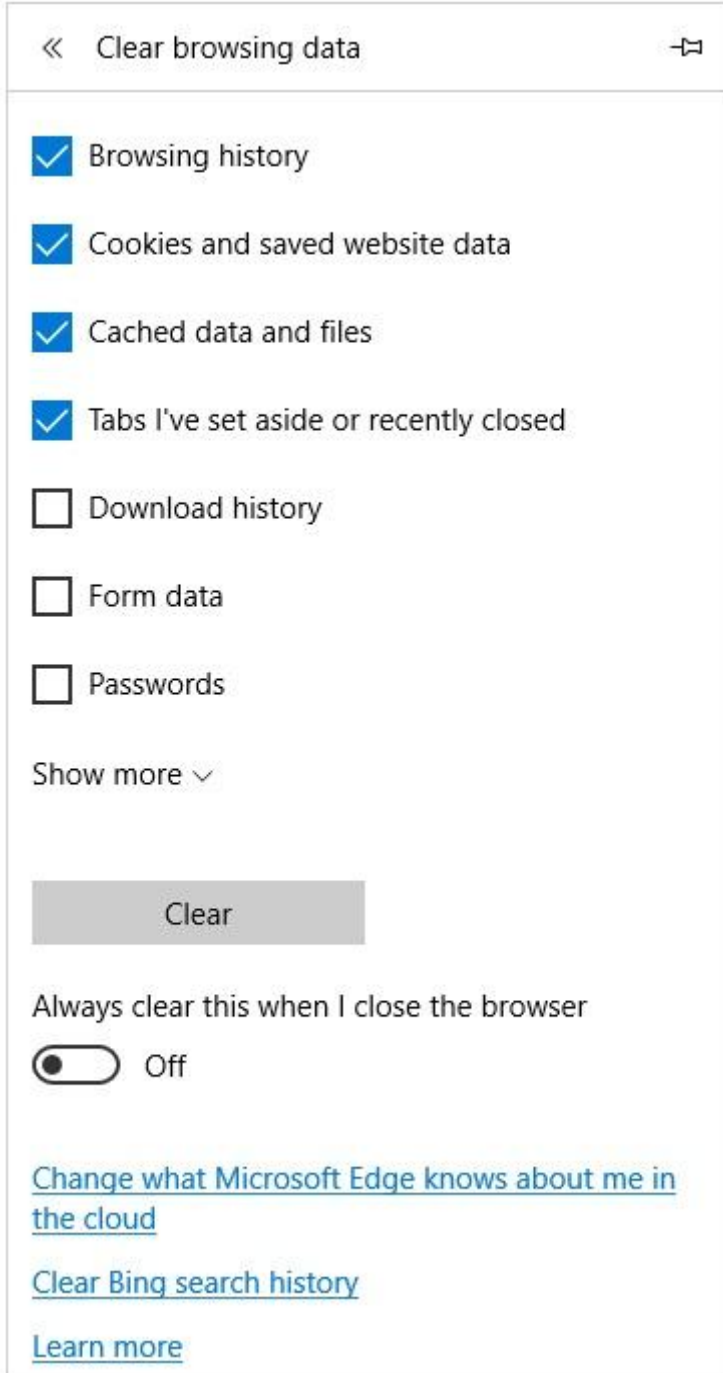 Clear browsing data
Browsing history
Cookies and saved website data
Cached data and files
Tabs I've set aside or recently closed
Download history
Form data
Passwords
Show more
Clear
Always clear this when I close the browser
Off
Change what Microsoft Edge knows about me in
the cloud
Clear Bing search history
Learn more